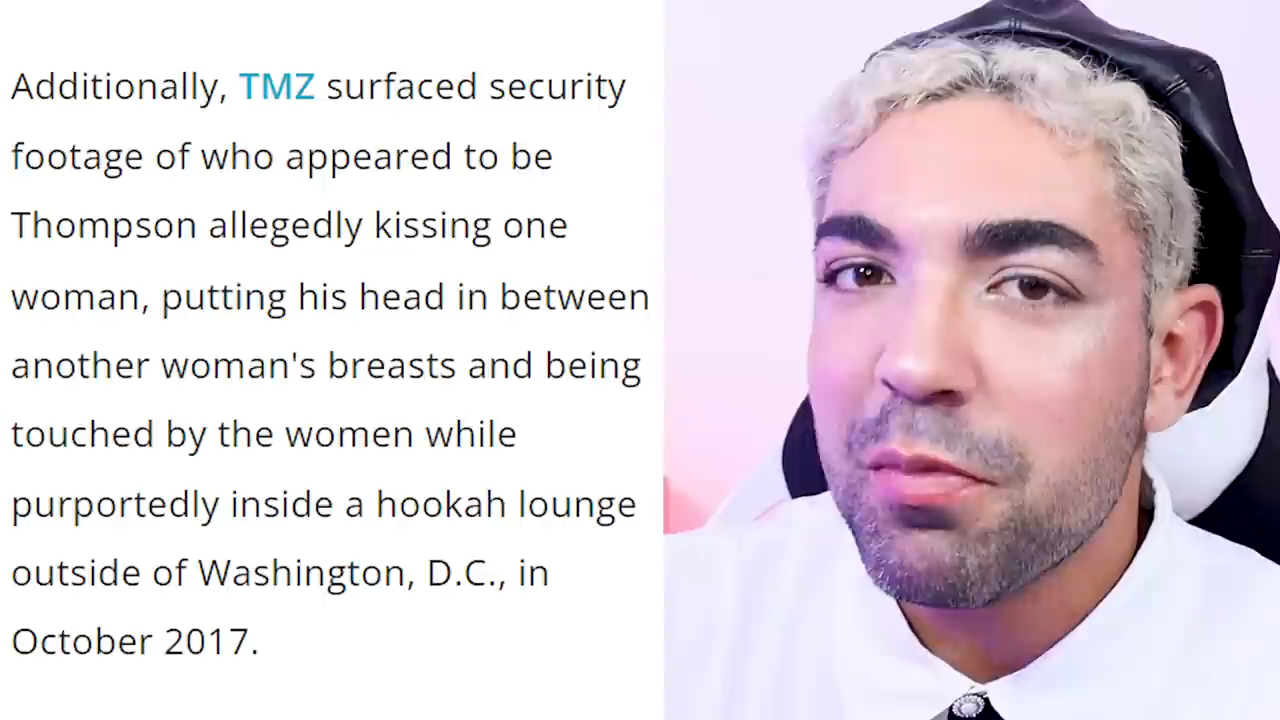 Additionally, TMZ surfaced security
footage of who appeared to be
Thompson allegedly kissing one
woman, putting his head in between
another woman's breasts and being
touched by the women while
purportedly inside a hookah lounge
outside of Washington, D.C., in
October 2017.